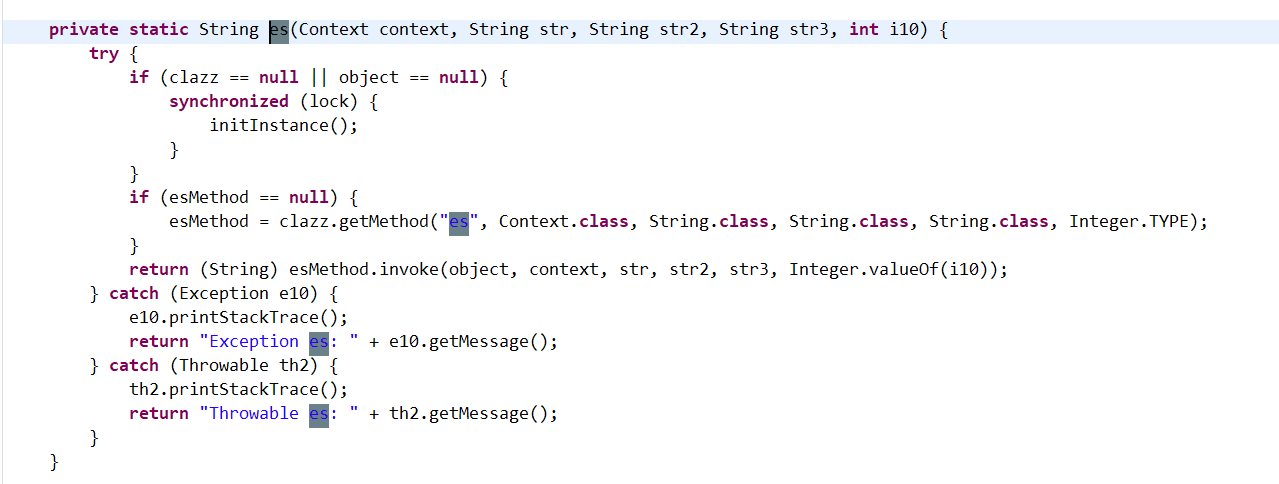 private static String es(Context context, String str, String str2, String str3, int i10) {
try {
if (clazz == null || object == null) {
synchronized (lock) {
initInstance();
}
}
if (esMethod == null) {
esMethod = clazz.getMethod("es", Context.class, String.class, String.class, String.class, Integer.TYPE);
}
return (String) esMethod.invoke(object, context, str, str2, str3, Integer.valueOf(i10));
} catch (Exception e10) {
e10.printStackTrace();
return "Exception es: " + e10.getMessage();
} catch (Throwable th2) {
th2.printStackTrace();
return "Throwable es: " + th2.getMessage();
}
}